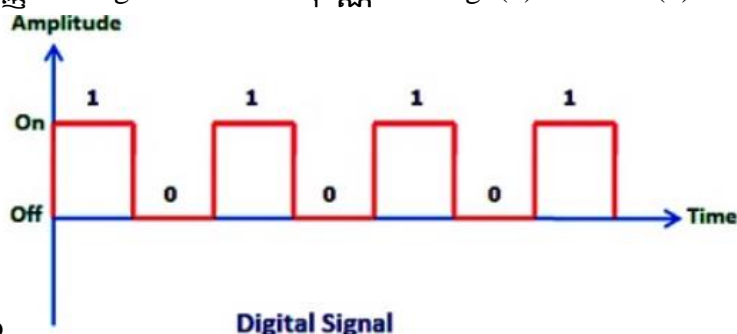 Amplitude
1 1 1 1
On
0 0 0
Off
Time
Digital Signal